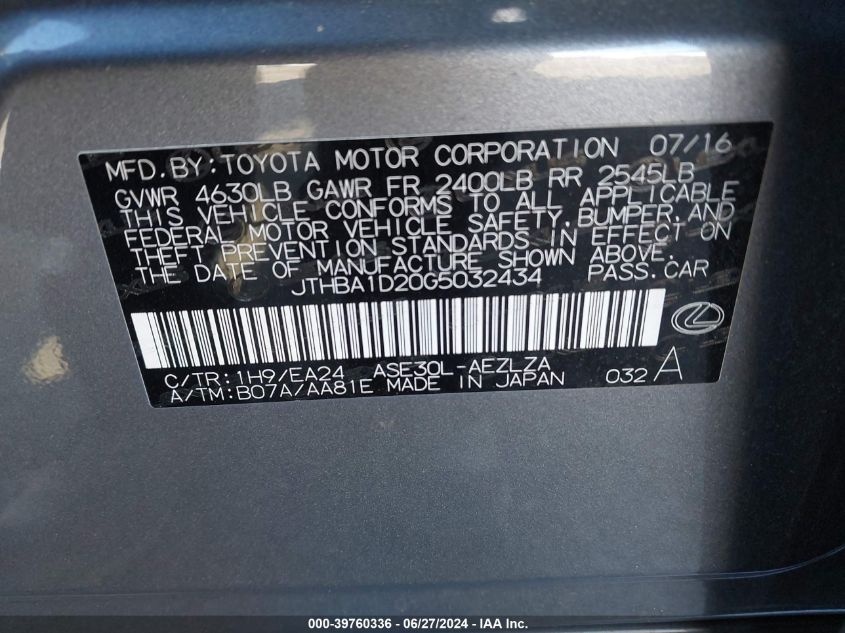 MFD. BY: TOYOTA MOTOR CORPORATION 07/16
GVWR 4630LB GAWR FR 2400LB RR 2545LB
THIS VEHICLE CONFORMS TO ALL APPLICABLE
FEDERAL MOTOR VEHICLE SAFETY, BUMPER, AND
THEFT PREVENTION STANDARDS IN EFFECT ON
THE DATE OF MANUFACTURE SHOWN ABOVE.
JTHBA1D20G5032434 PASS. CAR
C/TR: 1H9/EA24 ASE30L-AEZLZA
A/TM: B07A/AA81E MADE IN JAPAN 032 A
000-39760336 - 06/27/2024 - IAA Inc.